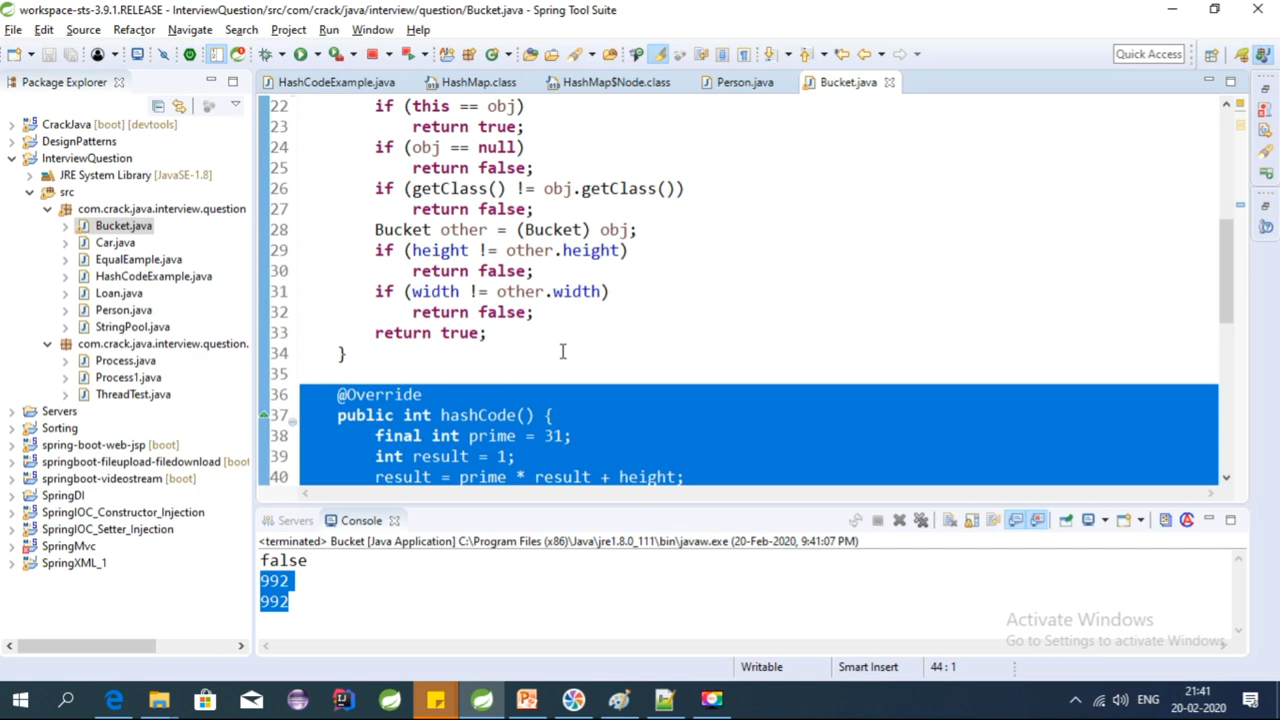 workspace-sts-3.9.1.RELEASE - InterviewQuestion/src/com/crack/java/interview/question/Bucket.java - Spring Tool Suite
File Edit Source Refactor Navigate Search Project Run Window Help
Quick Access
Package Explorer
HashCodeExample.java HashMap.class HashMap$Node.class Person.java Bucket.java
CrackJava [boot] [devtools]
DesignPatterns
InterviewQuestion
JRE System Library [JavaSE-1.8]
src
com.crack.java.interview.question
Bucket.java
Car.java
EqualEample.java
HashCodeExample.java
Loan.java
Person.java
StringPool.java
com.crack.java.interview.question.
Process.java
Process1.java
ThreadTest.java
Servers
Sorting
spring-boot-web-jsp [boot]
springboot-fileupload-filedownload [boot
springboot-videostream [boot]
SpringDI
SpringIOC_Constructor_Injection
SpringIOC_Setter_Injection
SpringMvc
SpringXML_1
22 if (this == obj)
23 return true;
24 if (obj == null)
25 return false;
26 if (getClass() != obj.getClass())
27 return false;
28 Bucket other = (Bucket) obj;
29 if (height != other.height)
30 return false;
31 if (width != other.width)
32 return false;
33 return true;
34 }
35
36 @Override
37 public int hashCode() {
38 final int prime = 31;
39 int result = 1;
40 result = prime * result + height;
Servers Console
<terminated> Bucket [Java Application] C:\Program Files (x86)\Java\jre1.8.0_111\bin\javaw.exe (20-Feb-2020, 9:41:07 PM)
false
992
992
Activate Windows
Go to Settings to activate Windows.
Writable Smart Insert 44 : 1
ENG 21:41
20-02-2020